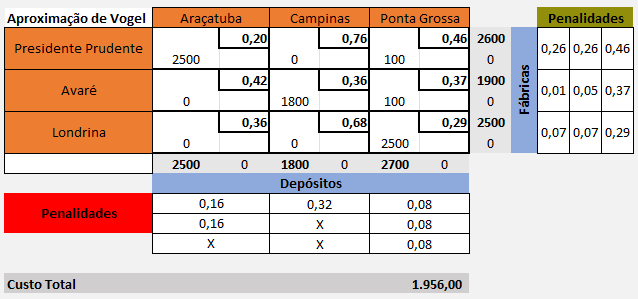 Aproximação de Vogel Araçatuba Campinas Ponta Grossa Penalidades
Presidente Prudente 0,20 0,76 0,46 2600 0,26 0,26 0,46
2500 0 100 0
Avaré 0,42 0,36 0,37 1900 0,01 0,05 0,37
0 1800 100 0
Londrina 0,36 0,68 0,29 2500 0,07 0,07 0,29
0 0 2500 0
Fábricas
2500 0 1800 0 2700 0
Depósitos
Penalidades 0,16 0,32 0,08
0,16 X 0,08
X X 0,08
Custo Total 1.956,00